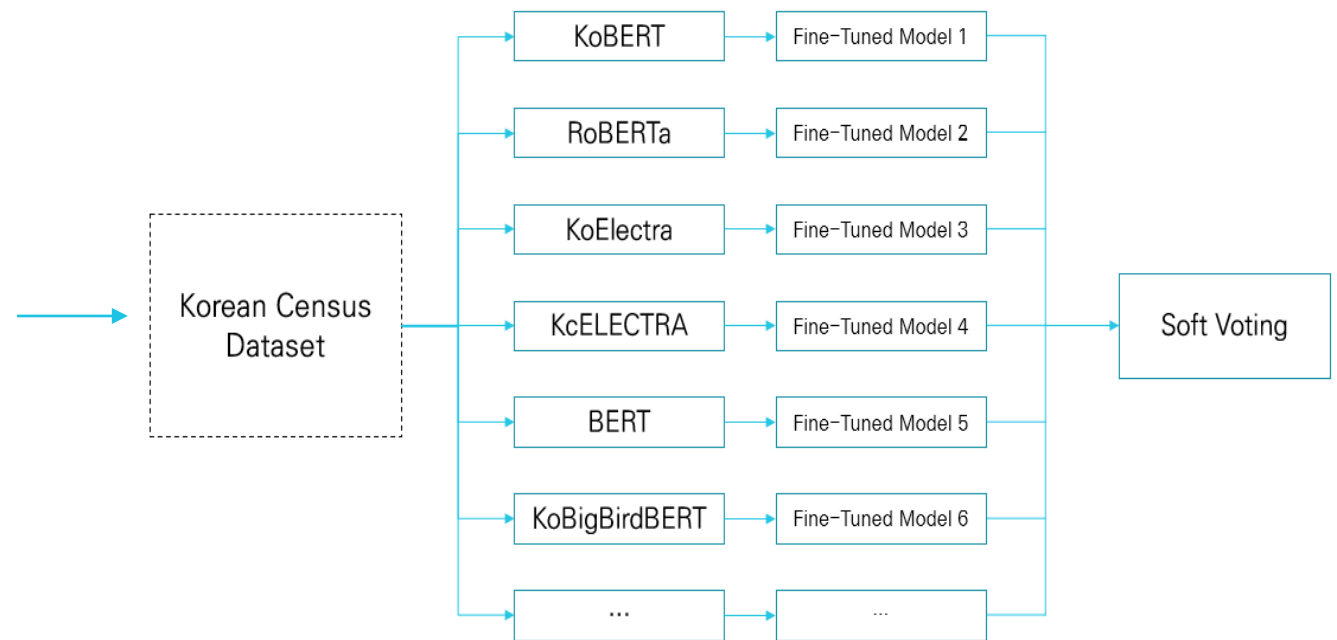 KoBERT
Fine-Tuned Model 1
RoBERTa
Fine-Tuned Model 2
KoElectra
Fine-Tuned Model 3
Korean Census
Dataset
KcELECTRA
Fine-Tuned Model 4
Soft Voting
BERT
Fine-Tuned Model 5
KoBigBirdBERT
Fine-Tuned Model 6
...
...